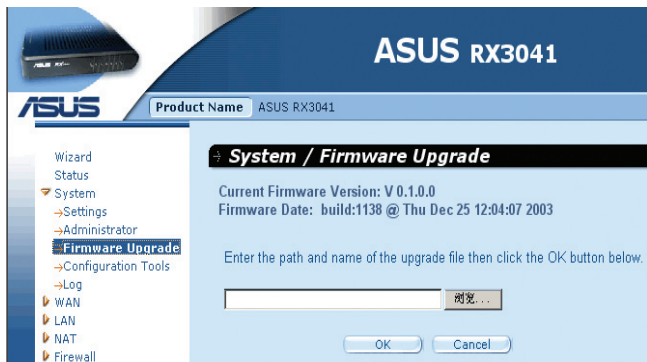 ASUS RX3041
ASUS
Product Name ASUS RX3041
Wizard
Status
System
→Settings
→Administrator
→Firmware Upgrade
→Configuration Tools
→Log
WAN
LAN
NAT
Firewall
System / Firmware Upgrade
Current Firmware Version: V 0.1.0.0
Firmware Date: build:1138 @ Thu Dec 25 12:04:07 2003
Enter the path and name of the upgrade file then click the OK button below.
浏览...
OK Cancel